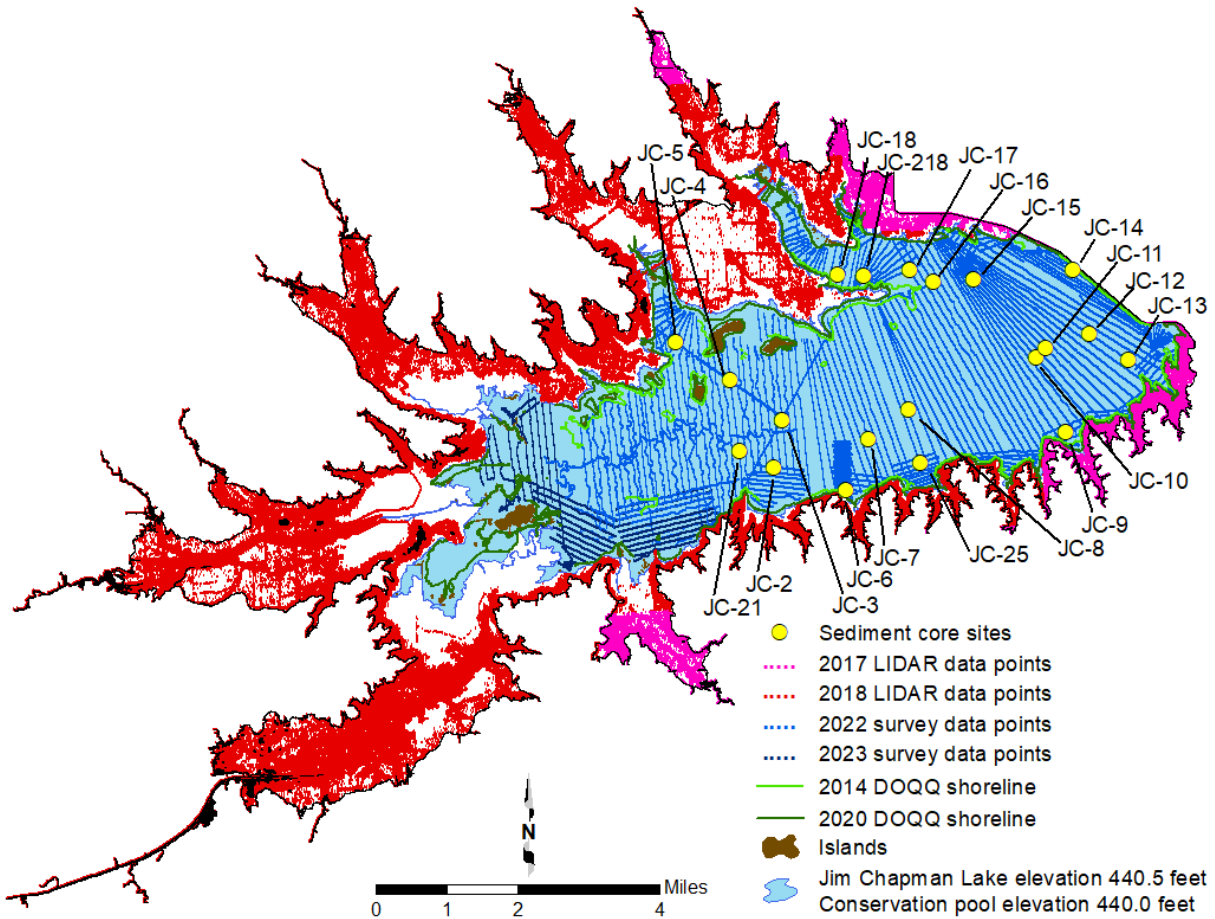 JC-18
JC-218
JC-5
JC-17
JC-4
JC-16
JC-15
JC-14
JC-11
JC-12
JC-13
JC-10
JC-9
JC-8
JC-25
JC-7
JC-6
JC-2
JC-3
JC-21
Sediment core sites
2017 LIDAR data points
2018 LIDAR data points
2022 survey data points
2023 survey data points
2014 DOQQ shoreline
2020 DOQQ shoreline
Islands
Jim Chapman Lake elevation 440.5 feet
Conservation pool elevation 440.0 feet
N
Miles
0 1 2 4